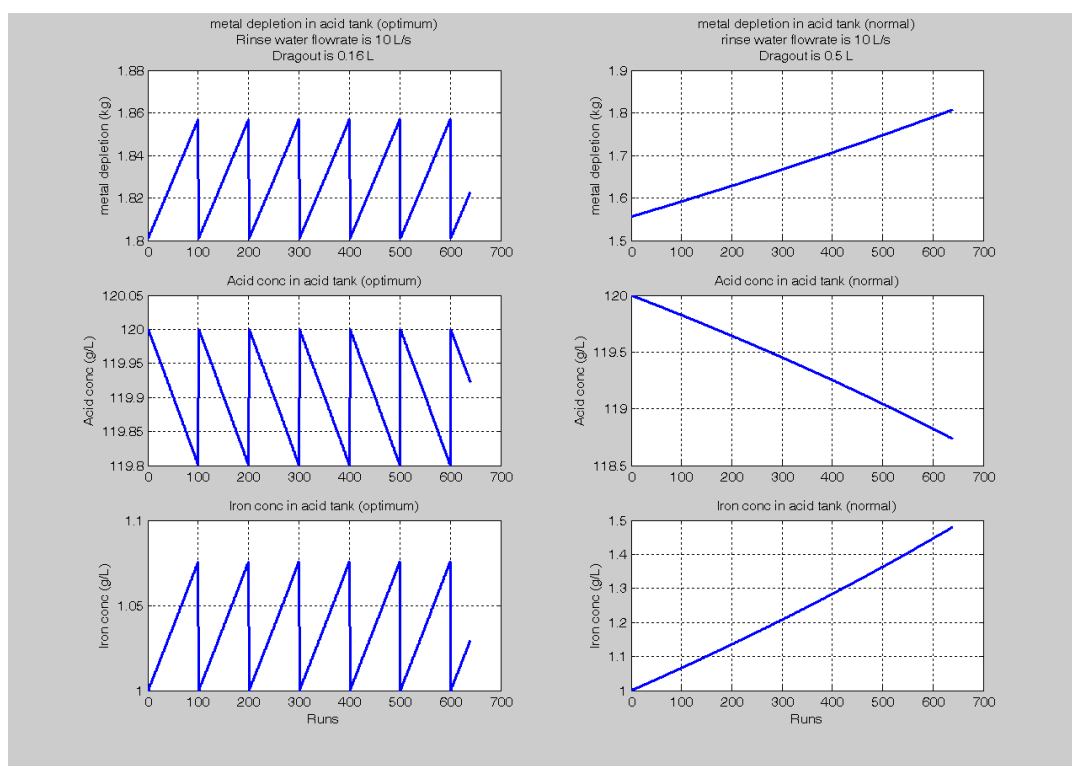 metal depletion in acid tank (optimum)
Rinse water flowrate is 10 L/s
Dragout is 0.16 L
metal depletion (kg)
1.88
1.86
1.84
1.82
1.8
0 100 200 300 400 500 600 700
metal depletion in acid tank (normal)
rinse water flowrate is 10 L/s
Dragout is 0.5 L
metal depletion (kg)
1.9
1.8
1.7
1.6
1.5
0 100 200 300 400 500 600 700
Acid conc in acid tank (optimum)
Acid conc (g/L)
120.05
120
119.95
119.9
119.85
119.8
0 100 200 300 400 500 600 700
Acid conc in acid tank (normal)
Acid conc (g/L)
120
119.5
119
118.5
0 100 200 300 400 500 600 700
Iron conc in acid tank (optimum)
Iron conc (g/L)
1.1
1.05
1
0 100 200 300 400 500 600 700
Runs
Iron conc in acid tank (normal)
Iron conc (g/L)
1.5
1.4
1.3
1.2
1.1
1
0 100 200 300 400 500 600 700
Runs